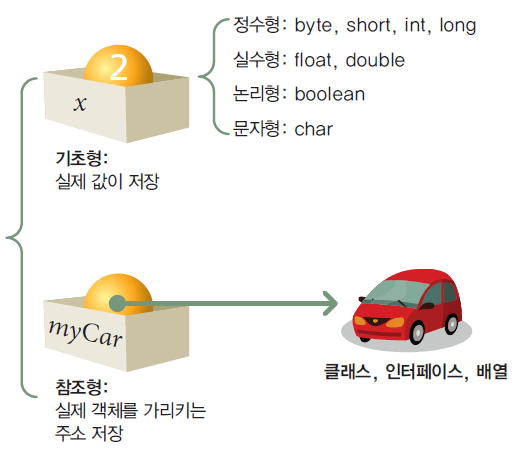 정수형: byte, short, int, long
실수형: float, double
논리형: boolean
문자형: char
2
x
기초형:
실제 값이 저장
myCar
클래스, 인터페이스, 배열
참조형:
실제 객체를 가리키는
주소 저장